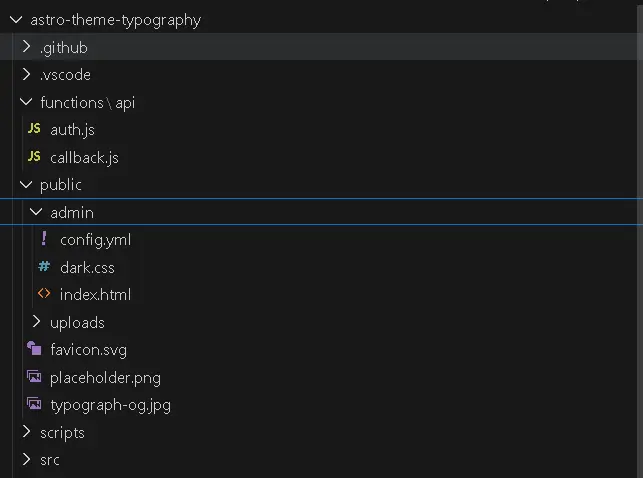 astro-theme-typography
.github
.vscode
functions\api
JS auth.js
JS callback.js
public
admin
! config.yml
# dark.css
<> index.html
uploads
favicon.svg
placeholder.png
typograph-og.jpg
scripts
src